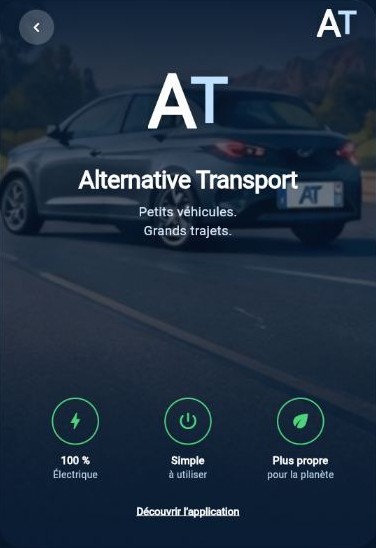 AT
AT
Alternative Transport
Petits véhicules.
Grands trajets.
AT
100 %
Électrique
Simple
à utiliser
Plus propre
pour la planète
Découvrir l'application